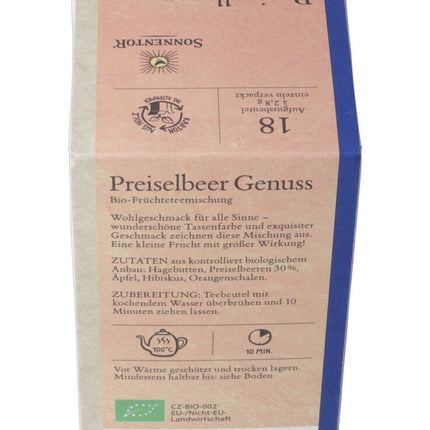 SONNENTOR®
18
Aufgussbeutel
à 2,8 g
einzeln verpackt
Preiselbeer Genuss
Bio-Früchteteemischung
Wohlgeschmack für alle Sinne –
wunderschöne Tassenfarbe und exquisiter
Geschmack zeichnen diese Mischung aus.
Eine kleine Frucht mit großer Wirkung!
ZUTATEN aus kontrolliert biologischem
Anbau: Hagebutten, Preiselbeeren 30%,
Äpfel, Hibiskus, Orangenschalen.
ZUBEREITUNG: Teebeutel mit
kochendem Wasser überbrühen und 10
Minuten ziehen lassen.
100°C
10 MIN.
Vor Wärme geschützt und trocken lagern.
Mindestens haltbar bis: siehe Boden
CZ-BIO-002
EU-/Nicht-EU-
Landwirtschaft